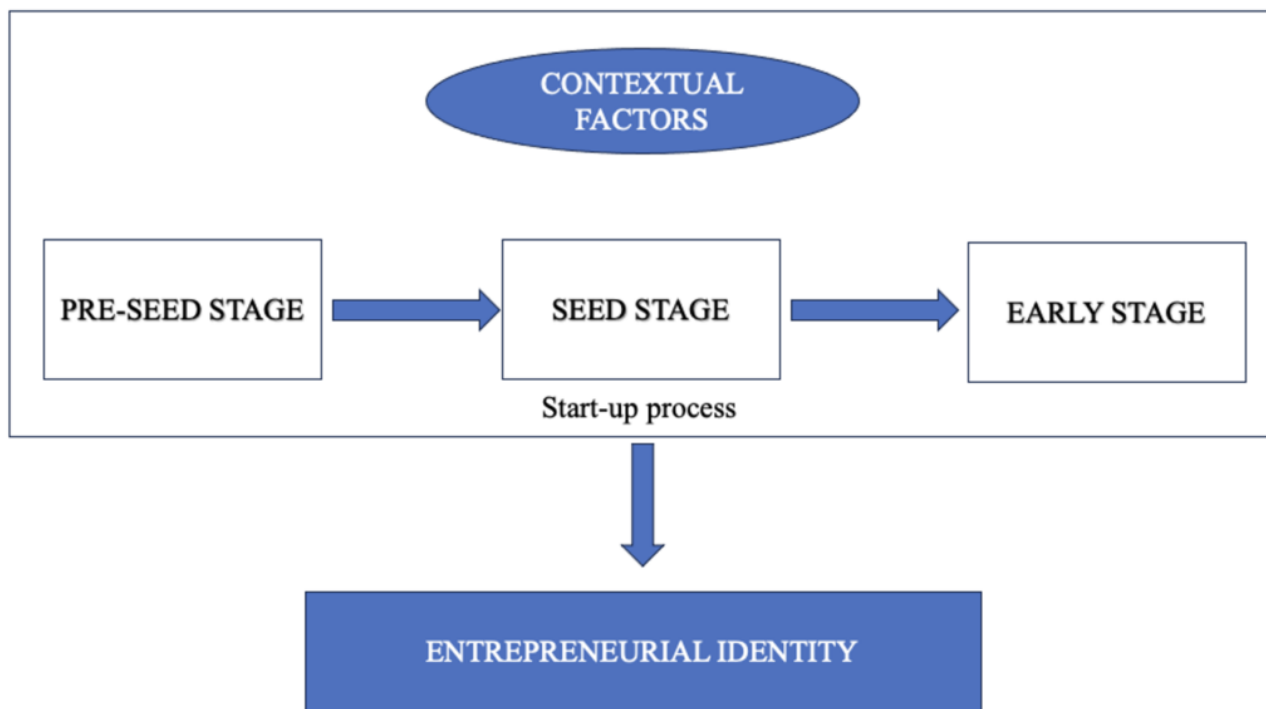 CONTEXTUAL
FACTORS
PRE-SEED STAGE
SEED STAGE
EARLY STAGE
Start-up process
ENTREPRENEURIAL IDENTITY